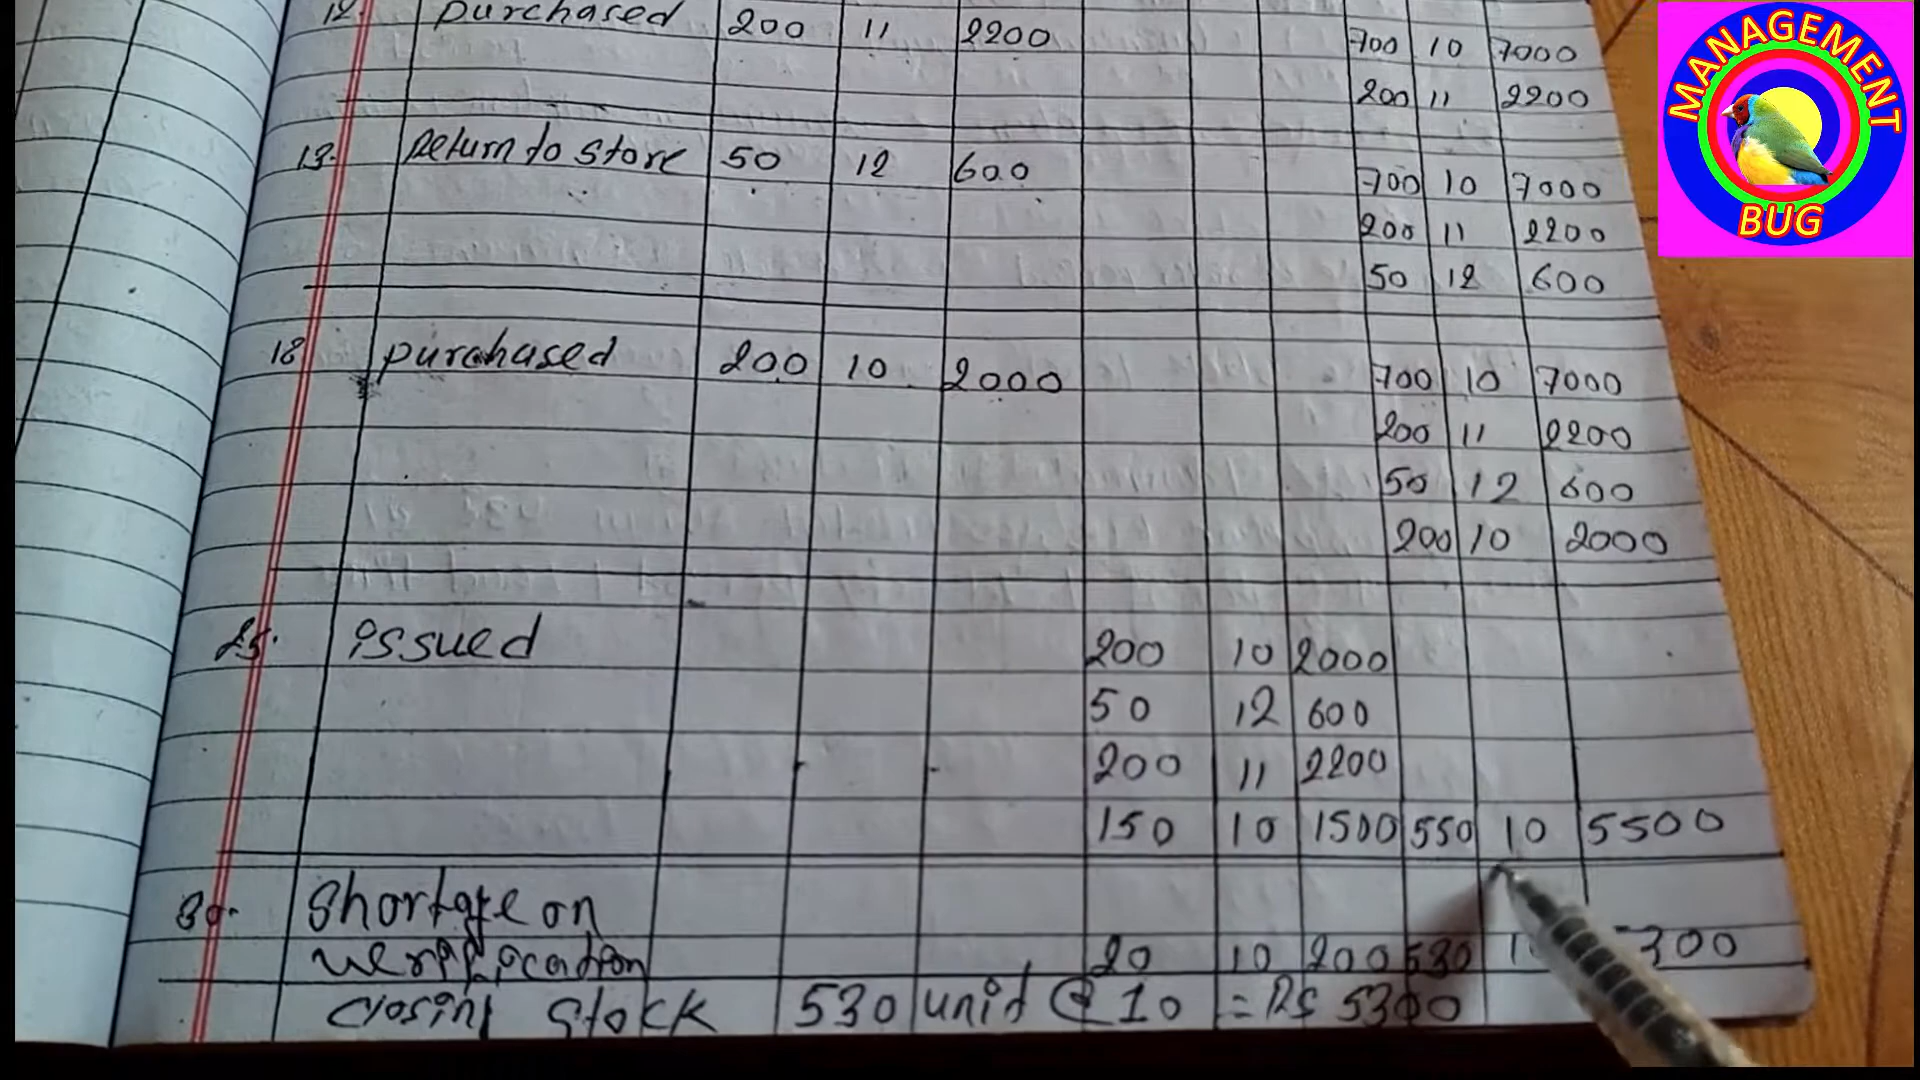 12. purchased 200 11 2200 700 10 7000
200 11 2200
13. Return to store 50 12 600 700 10 7000
200 11 2200
50 12 600
18 purchased 200 10 2000 700 10 7000
200 11 2200
50 12 600
200 10 2000
25. issued 200 10 2000
50 12 600
200 11 2200
150 10 1500 550 10 5500
30. Shortage on
verification 20 10 200 530 5300
closing stock 530 unit @ 10 = Rs 5300
MANAGEMENT
BUG